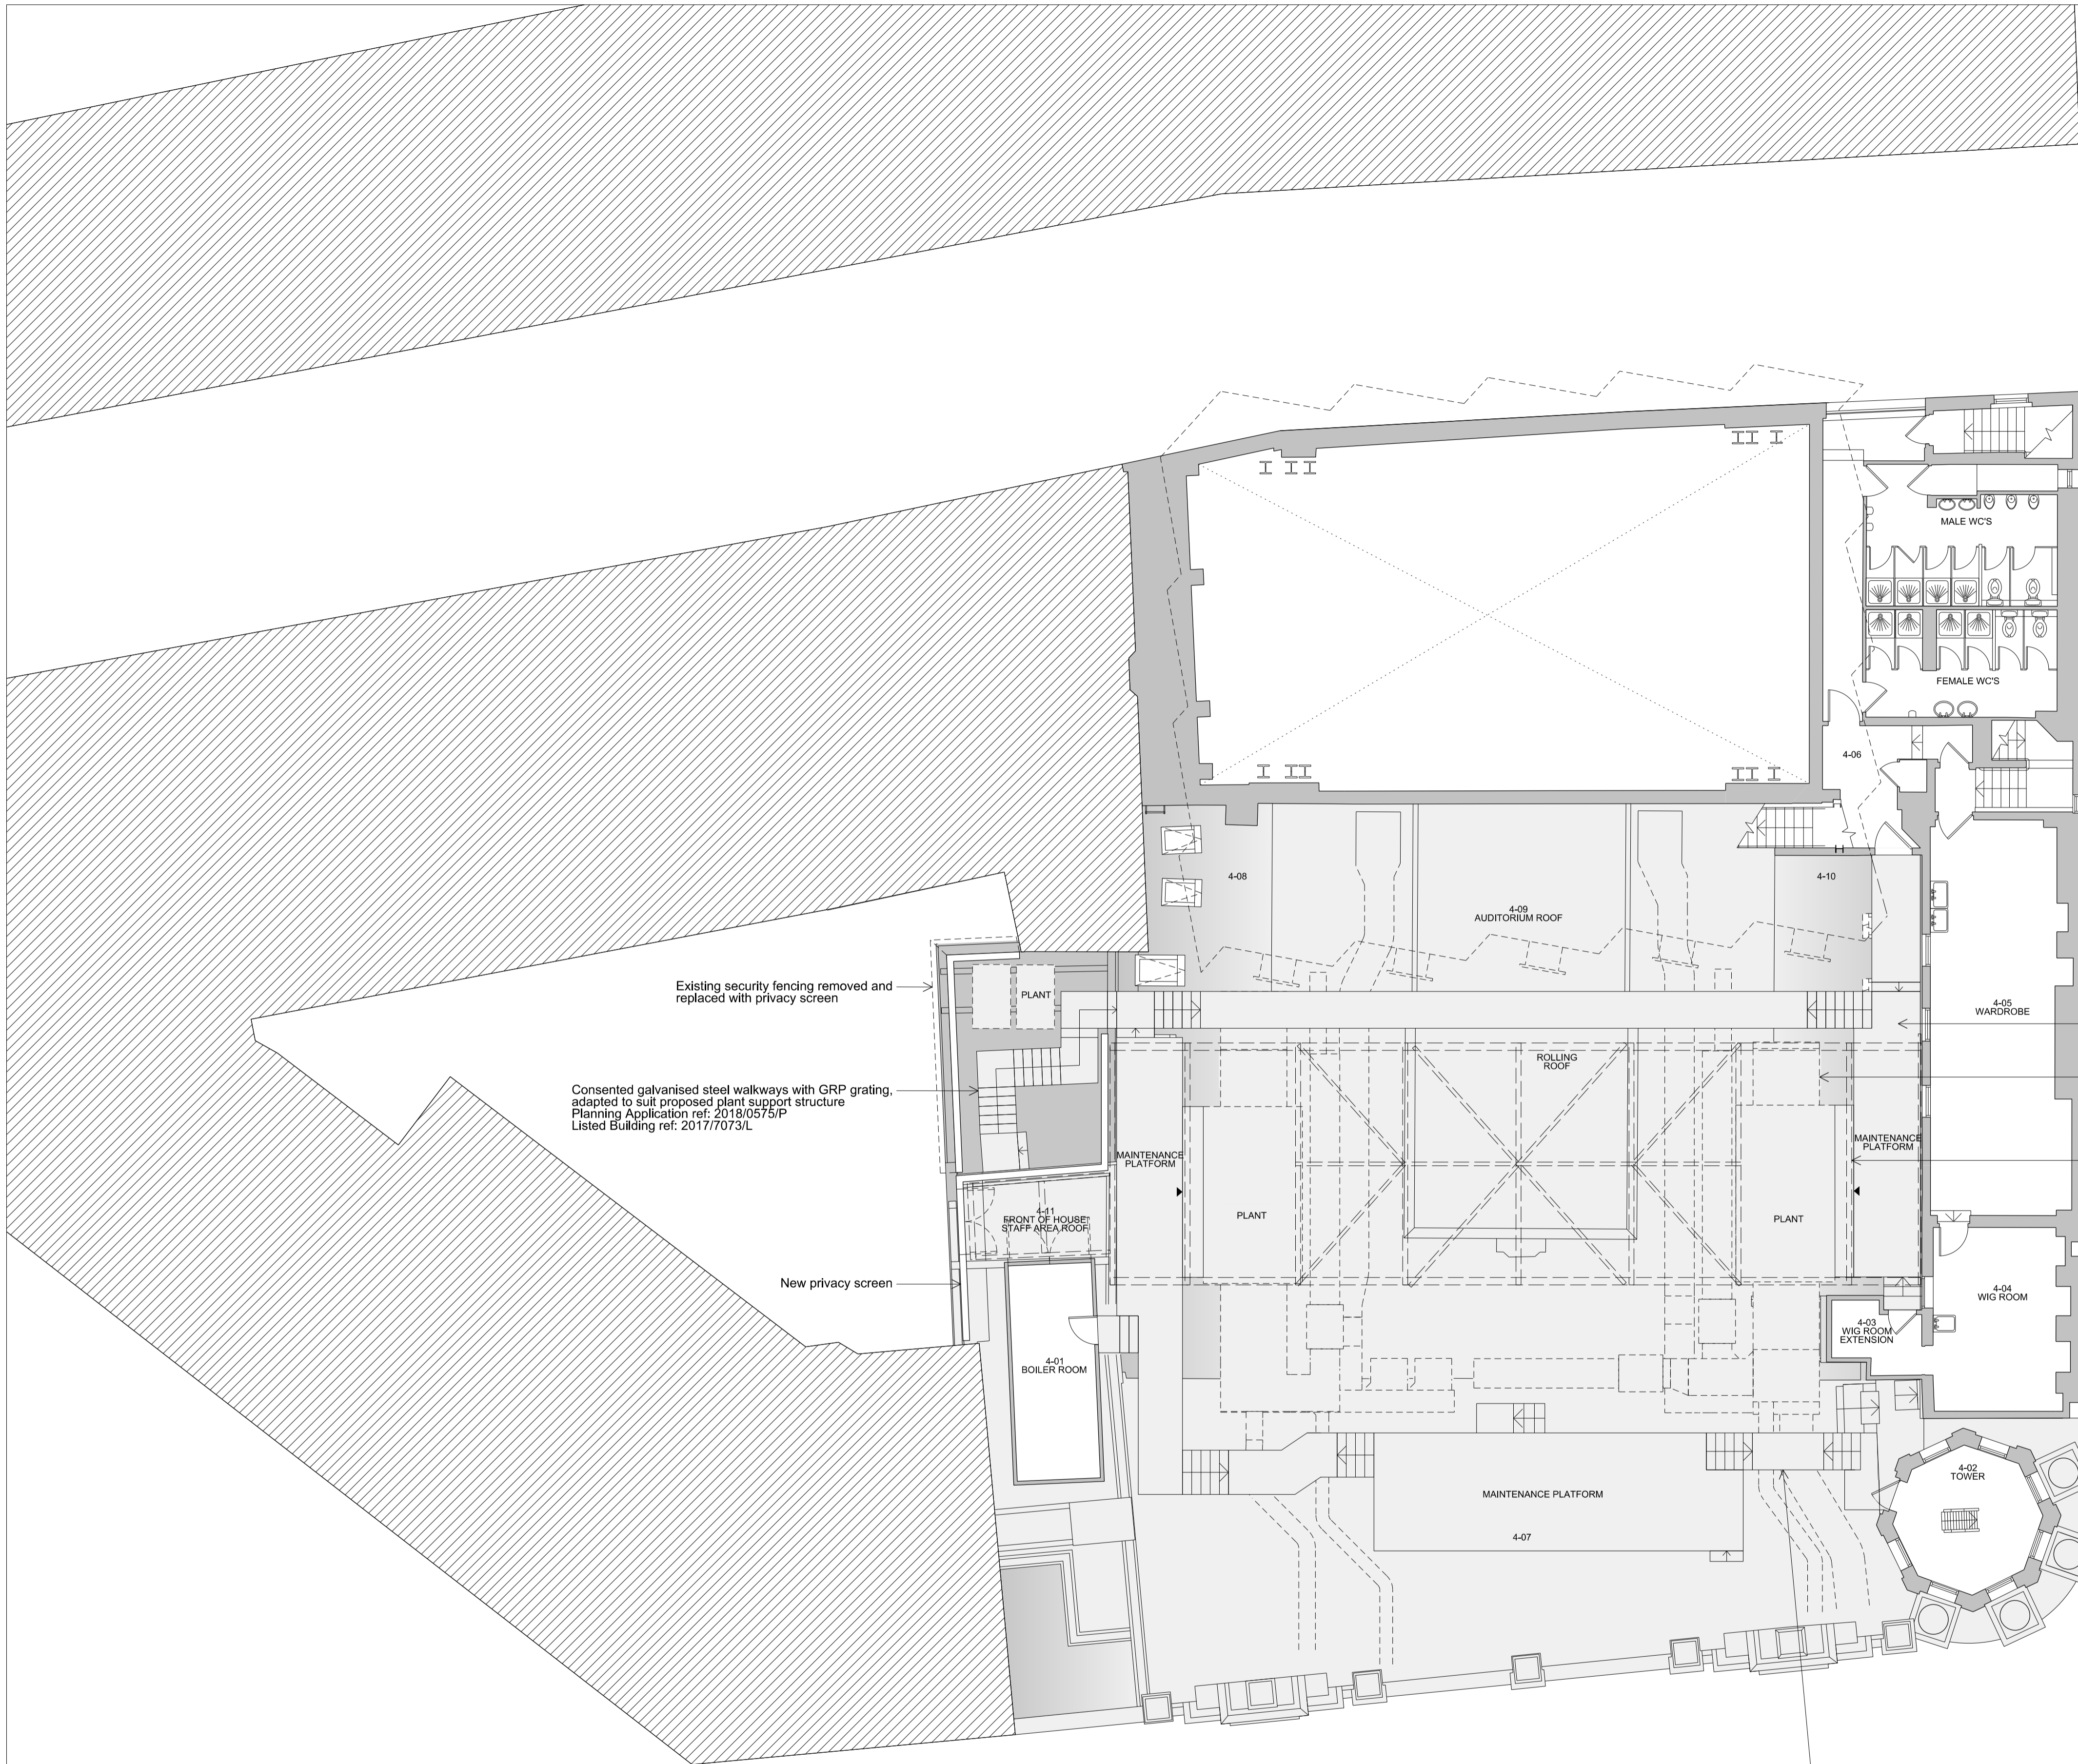 MALE WC'S
FEMALE WC'S
4-06
4-08
4-10
4-09
AUDITORIUM ROOF
Existing security fencing removed and
replaced with privacy screen
PLANT
4-05
WARDROBE
ROLLING
ROOF
Consented galvanised steel walkways with GRP grating,
adapted to suit proposed plant support structure
Planning Application ref: 2018/0575/P
Listed Building ref: 2017/7073/L
MAINTENANCE
PLATFORM
MAINTENANCE
PLATFORM
4-11
FRONT OF HOUSE
STAFF AREA ROOF
PLANT
PLANT
New privacy screen
4-04
WIG ROOM
4-03
WIG ROOM
EXTENSION
4-01
BOILER ROOM
4-02
TOWER
MAINTENANCE PLATFORM
4-07